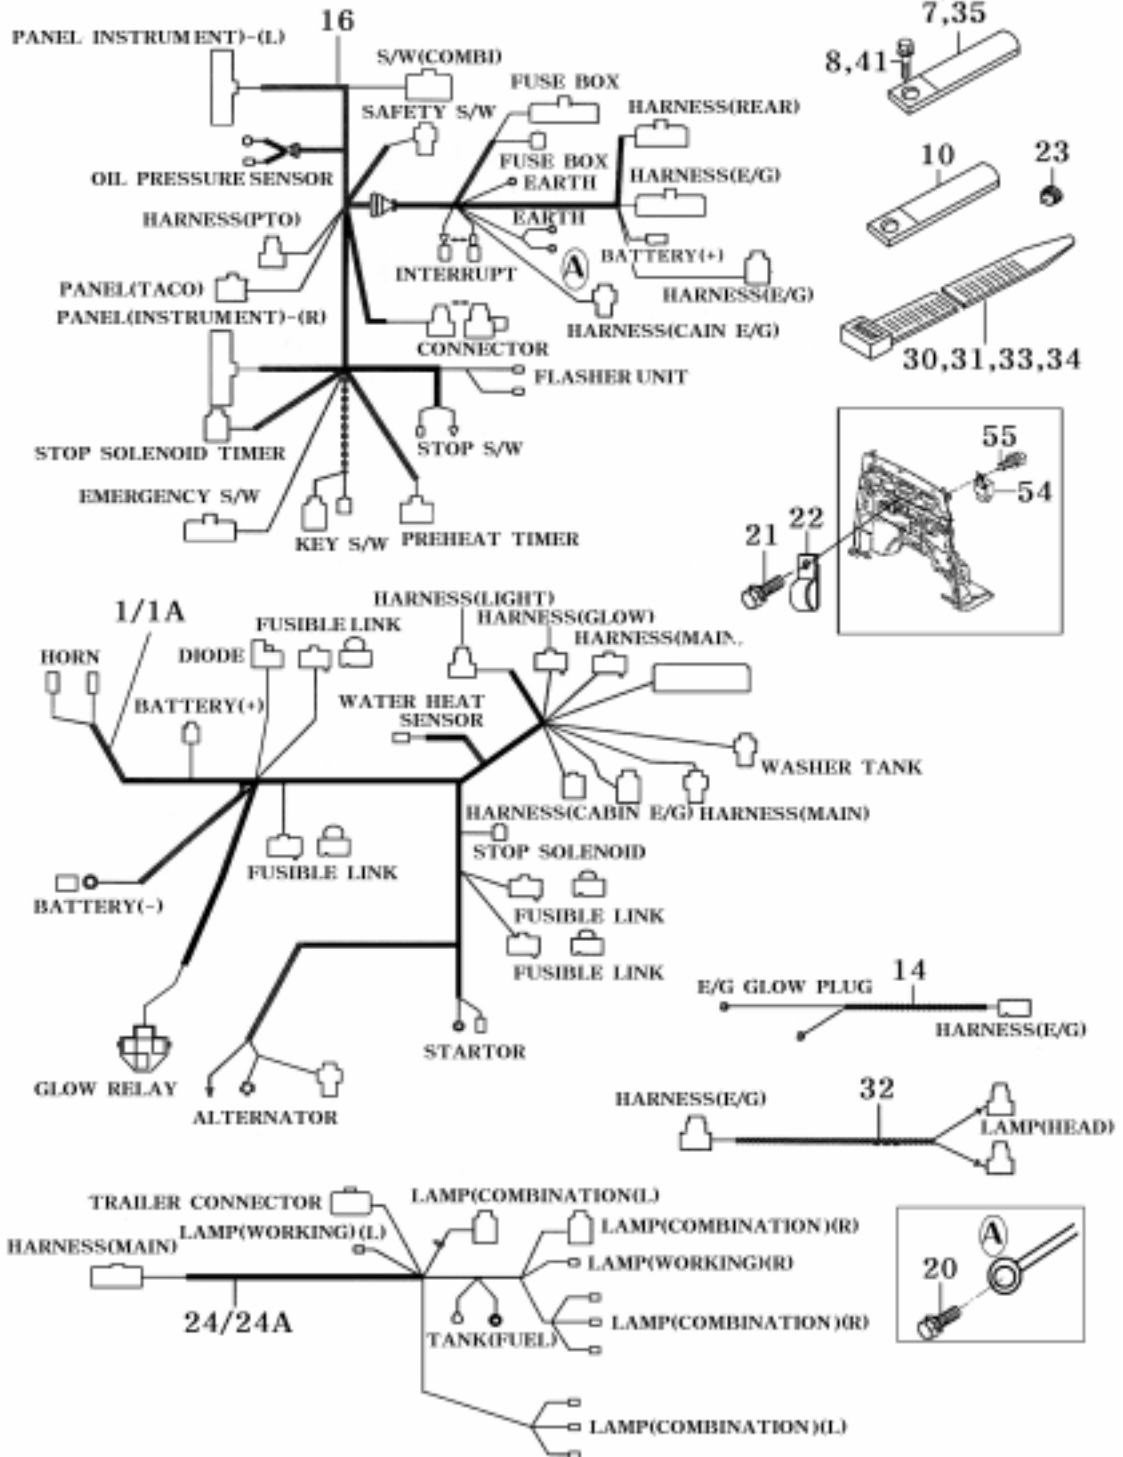 16
7,35
PANEL INSTRUMENT)-(L)
S/W(COMBI)
8,41
FUSE BOX
SAFETY S/W
HARNESS(REAR)
OIL PRESSURE SENSOR
FUSE BOX
EARTH
HARNESS(E/G)
10
23
HARNESS(PTO)
EARTH
A
BATTERY(+)
INTERRUPT
PANEL(TACO)
HARNESS(E/G)
PANEL(INSTRUMENT)-(R)
HARNESS(CAIN E/G)
CONNECTOR
30,31,33,34
FLASHER UNIT
STOP SOLENOID TIMER
STOP S/W
55
54
EMERGENCY S/W
22
21
KEY S/W
PREHEAT TIMER
1/1A
HARNESS(LIGHT)
HARNESS(GLOW)
HARNESS(MAIN.
FUSIBLE LINK
HORN
DIODE
BATTERY(+)
WATER HEAT
SENSOR
WASHER TANK
HARNESS(CABIN E/G)
HARNESS(MAIN)
STOP SOLENOID
FUSIBLE LINK
BATTERY(-)
FUSIBLE LINK
FUSIBLE LINK
14
E/G GLOW PLUG
HARNESS(E/G)
STARTOR
GLOW RELAY
ALTERNATOR
HARNESS(E/G)
32
LAMP(HEAD)
TRAILER CONNECTOR
LAMP(COMBINATION(L)
LAMP(WORKING)(L)
LAMP(COMBINATION)(R)
HARNESS(MAIN)
LAMP(WORKING)(R)
A
20
24/24A
TANK(FUEL)
LAMP(COMBINATION)(R)
LAMP(COMBINATION)(L)